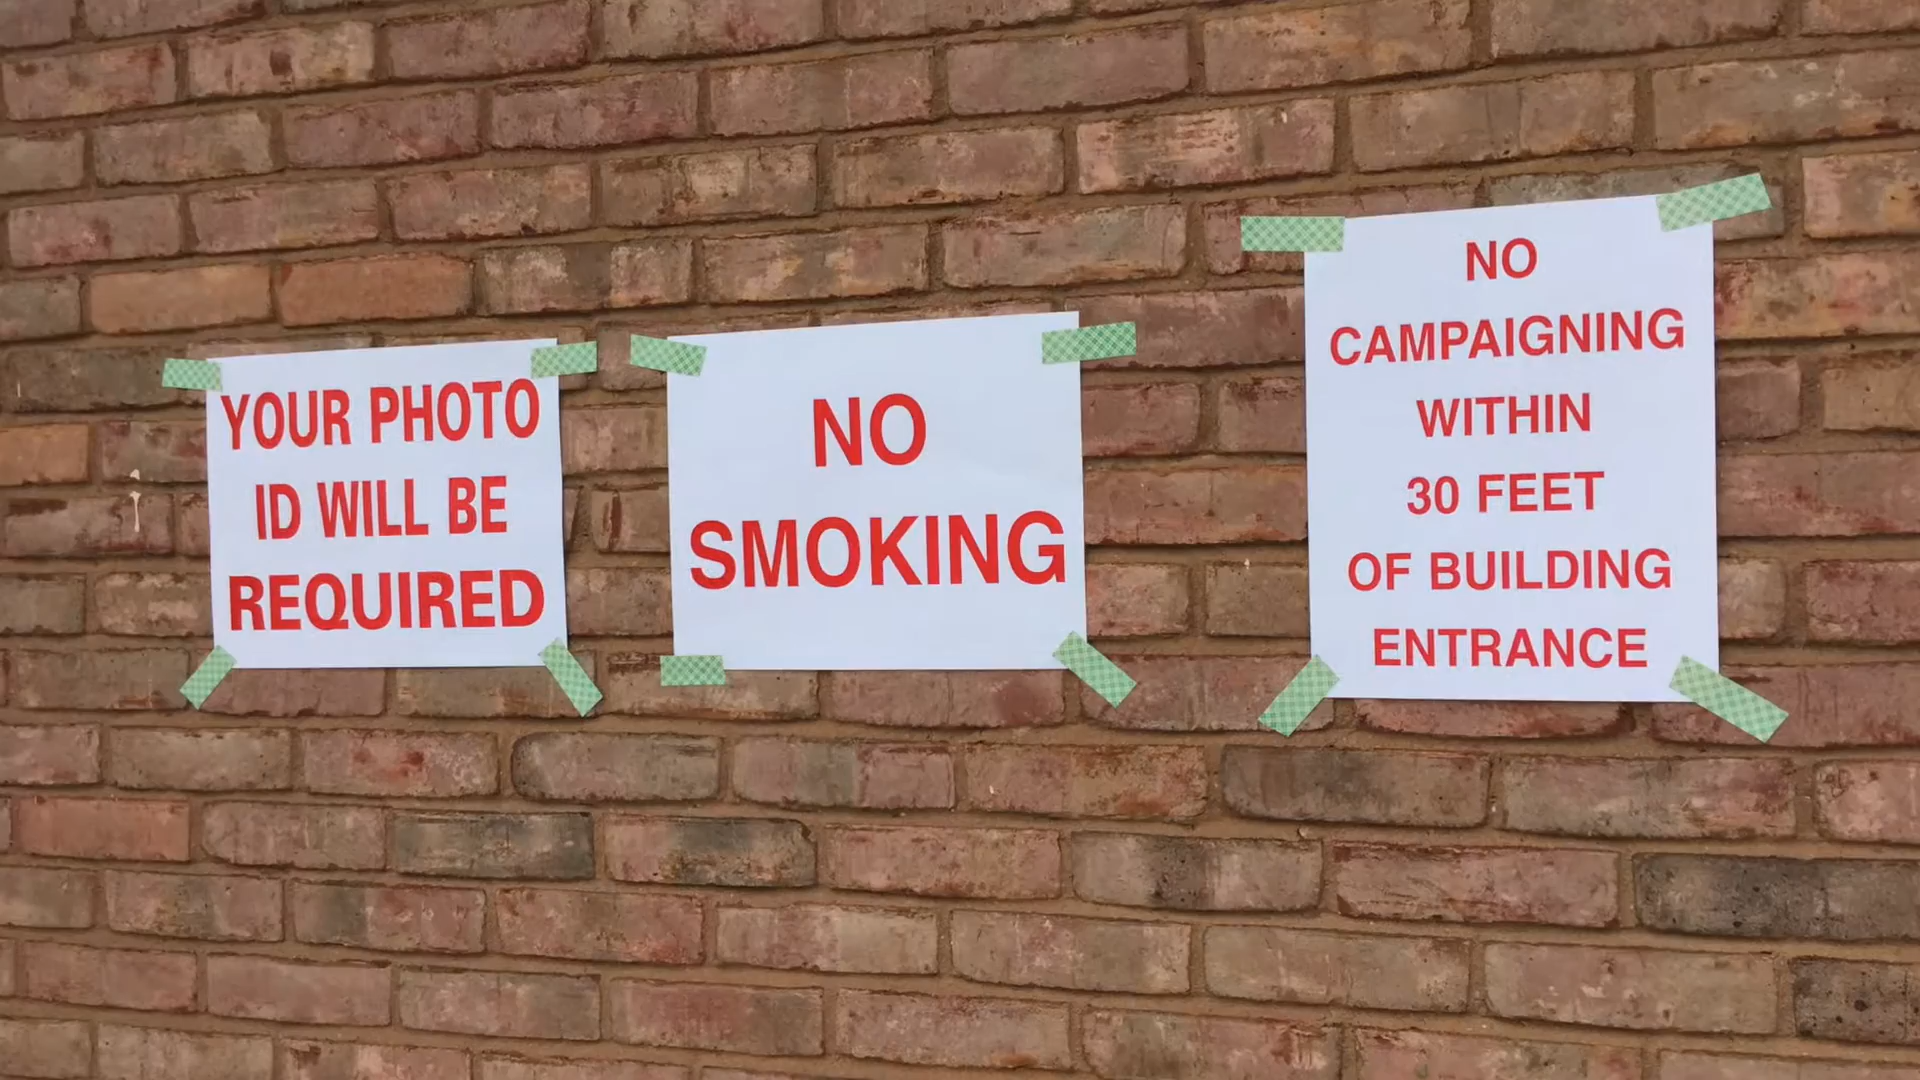 YOUR PHOTO
ID WILL BE
REQUIRED
NO
SMOKING
NO
CAMPAIGNING
WITHIN
30 FEET
OF BUILDING
ENTRANCE